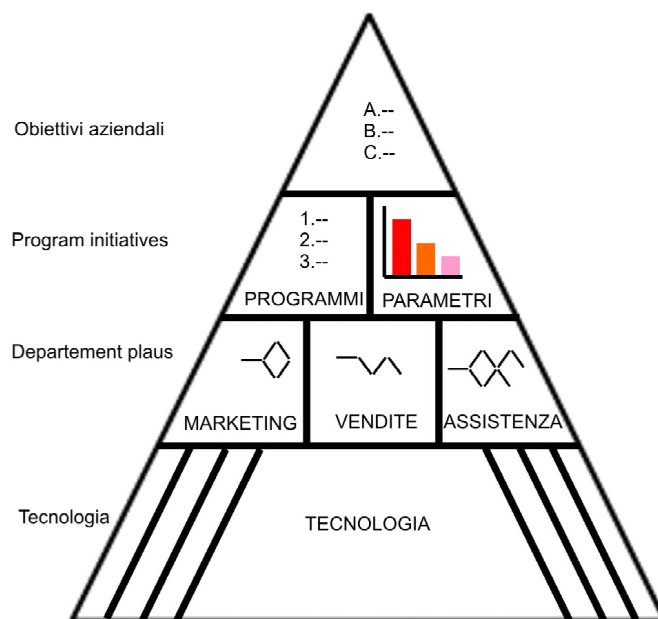 Obiettivi aziendali
A.--
B.--
C.--
Program initiatives
1.--
2.--
3.--
PROGRAMMI
PARAMETRI
Departement plaus
MARKETING
VENDITE
ASSISTENZA
Tecnologia
TECNOLOGIA